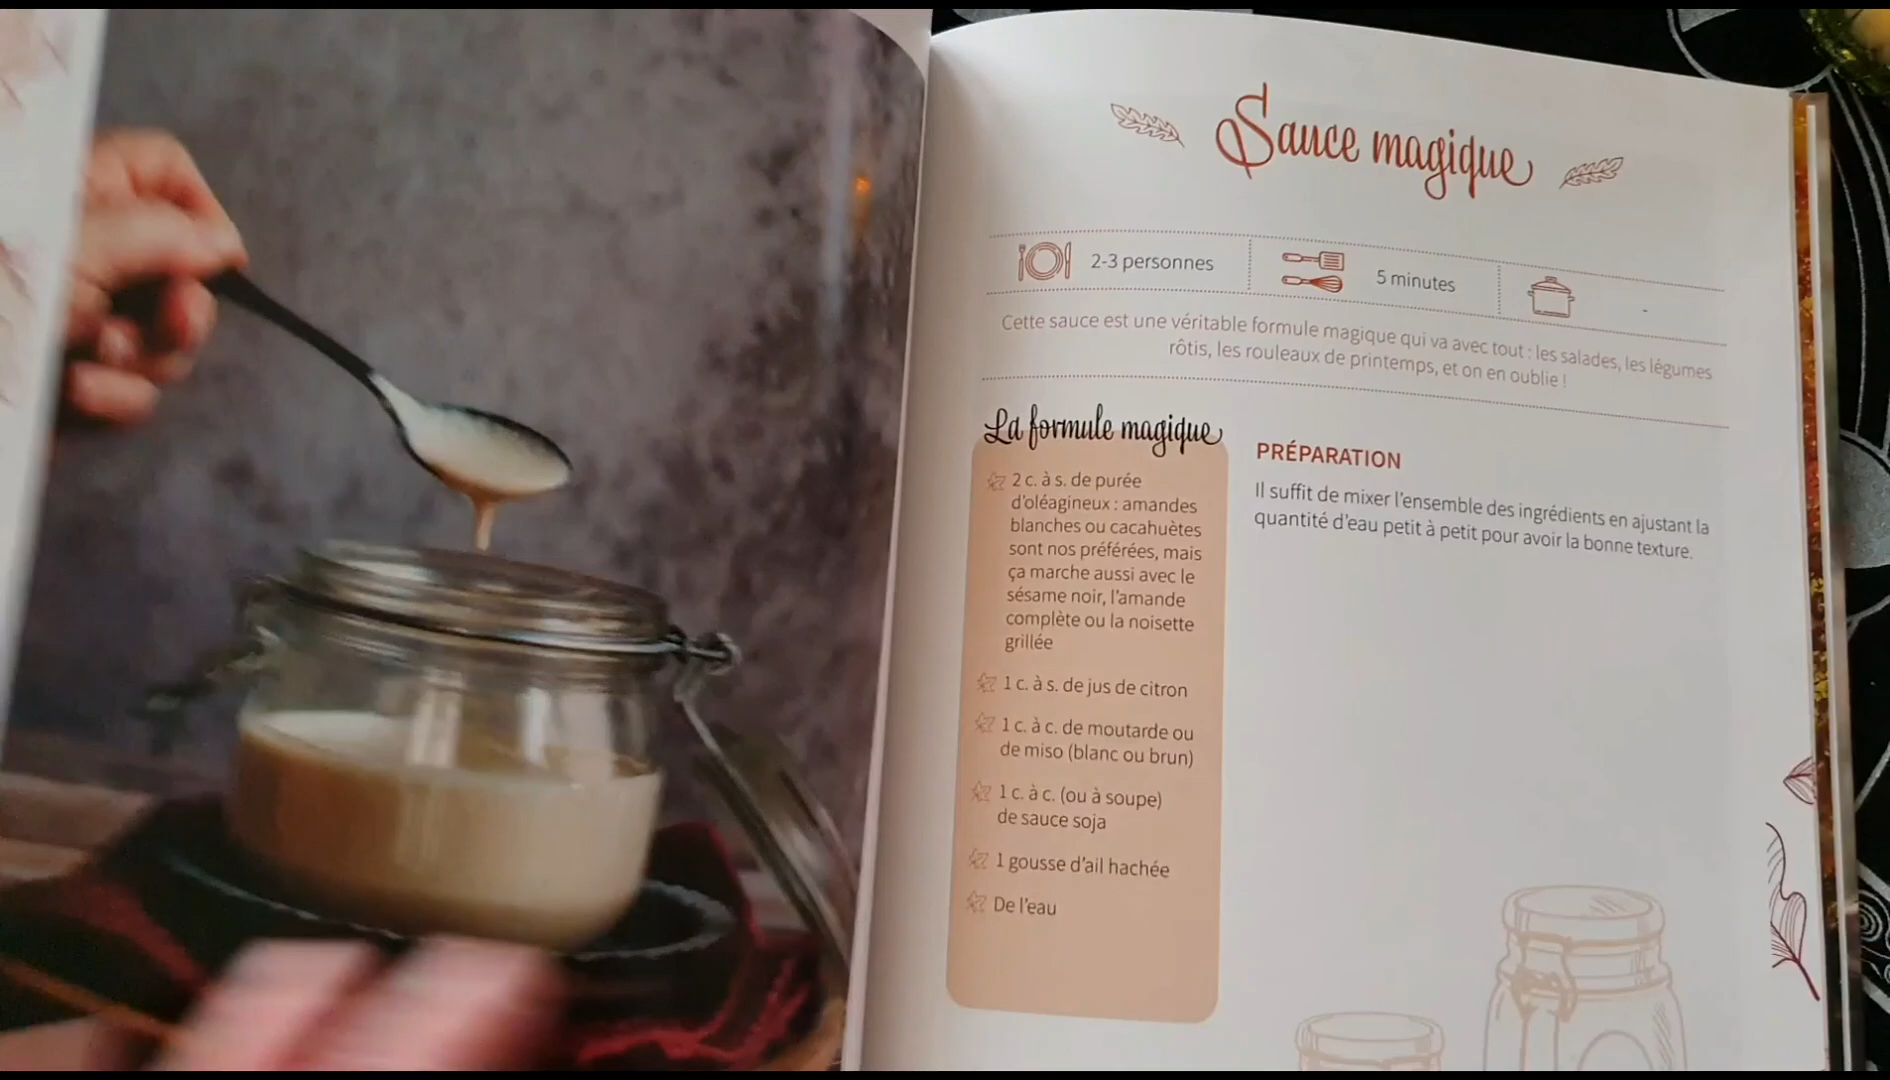 Sauce magique
2-3 personnes
5 minutes
-
Cette sauce est une véritable formule magique qui va avec tout : les salades, les légumes
rôtis, les rouleaux de printemps, et on en oublie !
La formule magique
2 c. à s. de purée
d'oléagineux : amandes
blanches ou cacahuètes
sont nos préférées, mais
ça marche aussi avec le
sésame noir, l'amande
complète ou la noisette
grillée
1 c. à s. de jus de citron
1 c. à c. de moutarde ou
de miso (blanc ou brun)
1 c. à c. (ou à soupe)
de sauce soja
1 gousse d'ail hachée
De l'eau
PRÉPARATION
Il suffit de mixer l'ensemble des ingrédients en ajustant la
quantité d'eau petit à petit pour avoir la bonne texture.